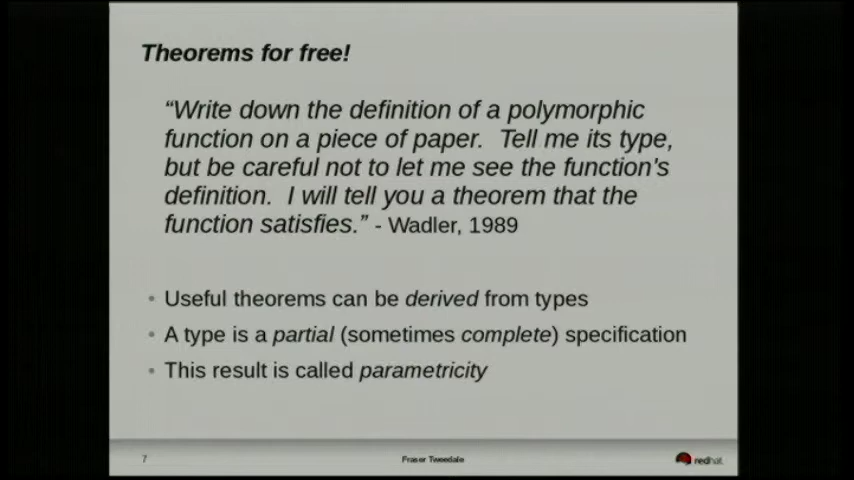 Theorems for free!
“Write down the definition of a polymorphic
function on a piece of paper. Tell me its type,
but be careful not to let me see the function's
definition. I will tell you a theorem that the
function satisfies.” - Wadler, 1989
• Useful theorems can be derived from types
• A type is a partial (sometimes complete) specification
• This result is called parametricity
7
Fraser Tweedale
redhat.